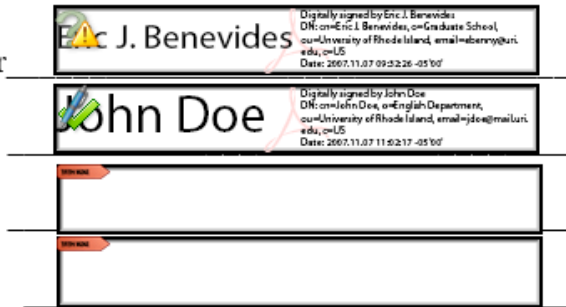 Eric J. Benevides
Digitally signed by Eric J. Benevides
DN: cn=Eric J. Benevides, o=Graduate School,
ou=University of Rhode Island, email=ebenny@uri.
edu, c=US
Date: 2007.11.07 09:32:26 -05'00'
r
John Doe
Digitally signed by John Doe
DN: cn=John Doe, o=English Department,
ou=University of Rhode Island, email=jdoe@mail.uri.
edu, c=US
Date: 2007.11.07 11:02:17 -05'00'